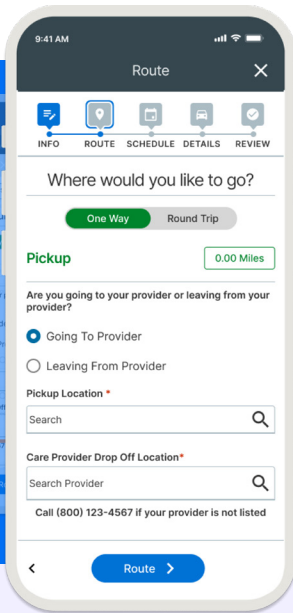 9:41 AM
Route
INFO ROUTE SCHEDULE DETAILS REVIEW
Where would you like to go?
One Way Round Trip
Pickup 0.00 Miles
Are you going to your provider or leaving from your
provider?
Going To Provider
Leaving From Provider
Pickup Location *
Search
Care Provider Drop Off Location*
Search Provider
Call (800) 123-4567 if your provider is not listed
Route